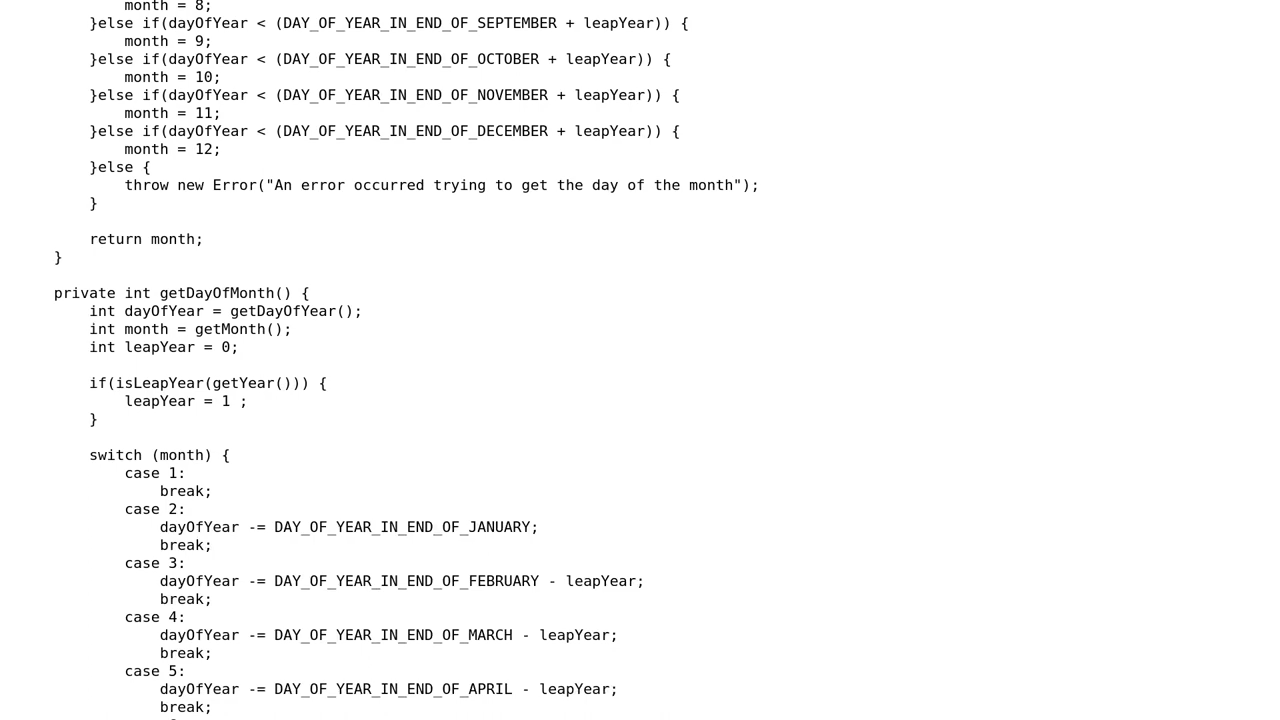 month = 8;
}else if(dayOfYear < (DAY_OF_YEAR_IN_END_OF_SEPTEMBER + leapYear)) {
month = 9;
}else if(dayOfYear < (DAY_OF_YEAR_IN_END_OF_OCTOBER + leapYear)) {
month = 10;
}else if(dayOfYear < (DAY_OF_YEAR_IN_END_OF_NOVEMBER + leapYear)) {
month = 11;
}else if(dayOfYear < (DAY_OF_YEAR_IN_END_OF_DECEMBER + leapYear)) {
month = 12;
}else {
throw new Error("An error occurred trying to get the day of the month");
}
return month;
}
private int getDayOfMonth() {
int dayOfYear = getDayOfYear();
int month = getMonth();
int leapYear = 0;
if(isLeapYear(getYear())) {
leapYear = 1 ;
}
switch (month) {
case 1:
break;
case 2:
dayOfYear -= DAY_OF_YEAR_IN_END_OF_JANUARY;
break;
case 3:
dayOfYear -= DAY_OF_YEAR_IN_END_OF_FEBRUARY - leapYear;
break;
case 4:
dayOfYear -= DAY_OF_YEAR_IN_END_OF_MARCH - leapYear;
break;
case 5:
dayOfYear -= DAY_OF_YEAR_IN_END_OF_APRIL - leapYear;
break;